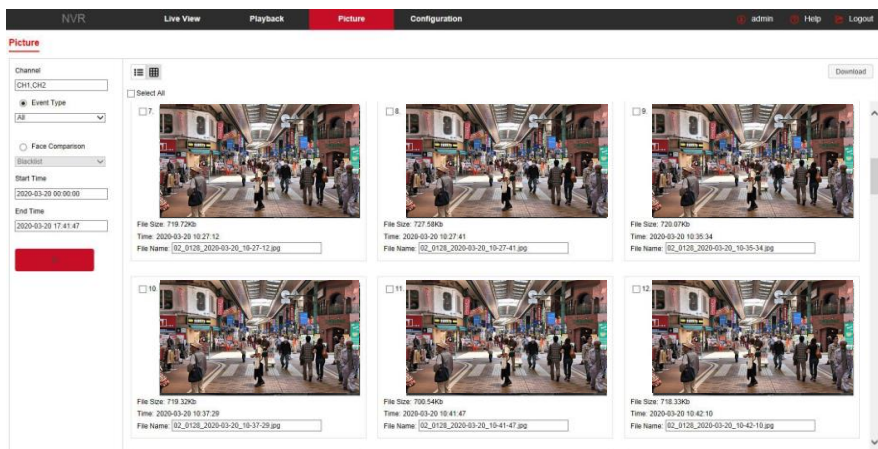 NVR Live View Playback Picture Configuration admin Help Logout
Picture
Channel
CH1,CH2
Event Type
All
Face Comparison
Blacklist
Start Time
2020-03-20 00:00:00
End Time
2020-03-20 17:41:47
Download
Select All
7. 8. 9.
File Size: 719.72Kb File Size: 727.58Kb File Size: 720.07Kb
Time: 2020-03-20 10:27:12 Time: 2020-03-20 10:27:41 Time: 2020-03-20 10:35:34
File Name: 02_0128_2020-03-20_10-27-12.jpg File Name: 02_0128_2020-03-20_10-27-41.jpg File Name: 02_0128_2020-03-20_10-35-34.jpg
10. 11. 12.
File Size: 719.32Kb File Size: 700.54Kb File Size: 718.33Kb
Time: 2020-03-20 10:37:29 Time: 2020-03-20 10:41:47 Time: 2020-03-20 10:42:10
File Name: 02_0128_2020-03-20_10-37-29.jpg File Name: 02_0128_2020-03-20_10-41-47.jpg File Name: 02_0128_2020-03-20_10-42-10.jpg